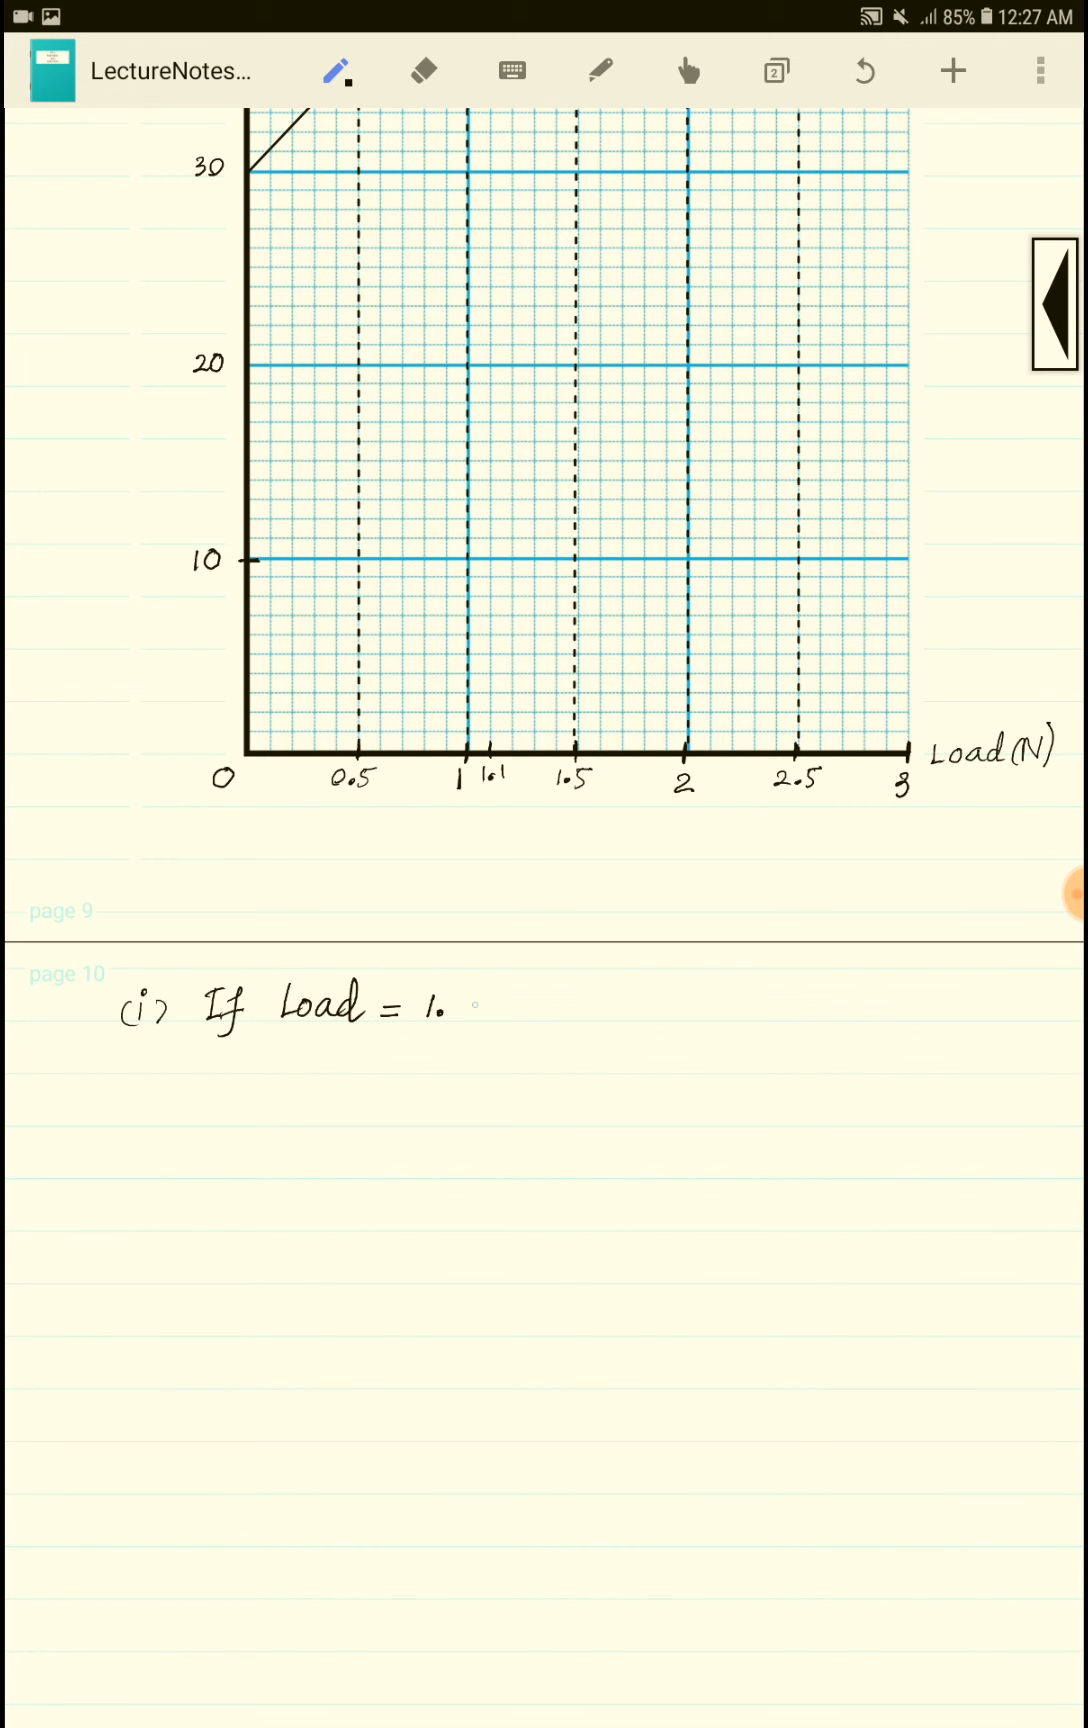 85% 12:27 AM
LectureNotes...
2
30
20
10
0 0.5 1 1.1 1.5 2 2.5 3 Load (N)
page 9
page 10
(i) If Load = 1.